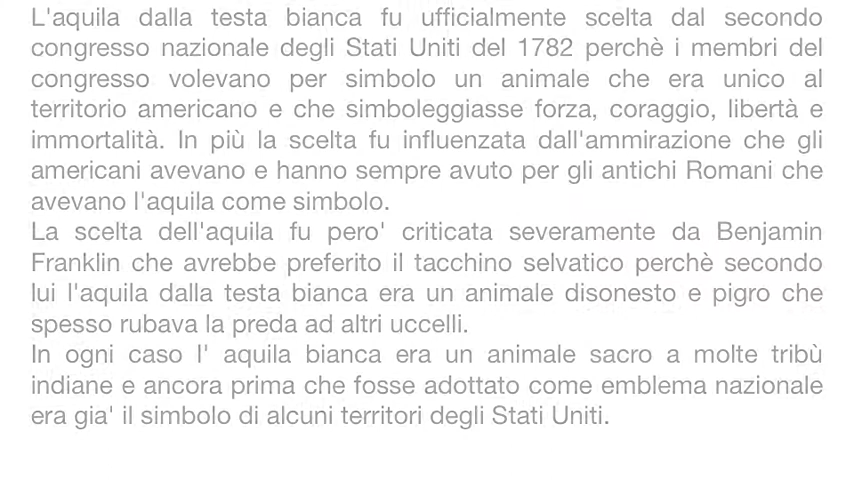 L'aquila dalla testa bianca fu ufficialmente scelta dal secondo
congresso nazionale degli Stati Uniti del 1782 perchè i membri del
congresso volevano per simbolo un animale che era unico al
territorio americano e che simboleggiasse forza, coraggio, libertà e
immortalità. In più la scelta fu influenzata dall'ammirazione che gli
americani avevano e hanno sempre avuto per gli antichi Romani che
avevano l'aquila come simbolo.
La scelta dell'aquila fu pero' criticata severamente da Benjamin
Franklin che avrebbe preferito il tacchino selvatico perchè secondo
lui l'aquila dalla testa bianca era un animale disonesto e pigro che
spesso rubava la preda ad altri uccelli.
In ogni caso l' aquila bianca era un animale sacro a molte tribù
indiane e ancora prima che fosse adottato come emblema nazionale
era gia' il simbolo di alcuni territori degli Stati Uniti.